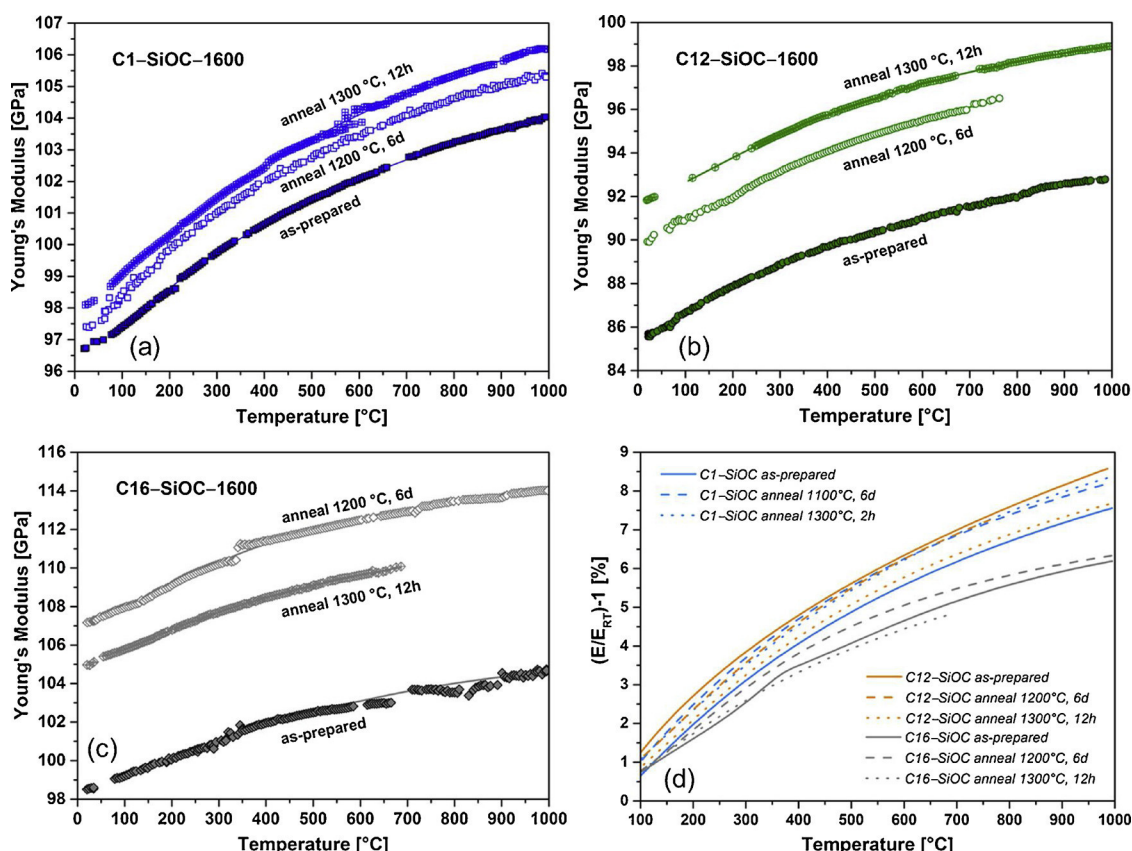 C1–SiOC–1600
Young's Modulus [GPa]
107
106
105
104
103
102
101
100
99
98
97
96
anneal 1300 °C, 12h
anneal 1200 °C, 6d
as-prepared
(a)
0 100 200 300 400 500 600 700 800 900 1000
Temperature [°C]
C12–SiOC–1600
Young's Modulus [GPa]
100
98
96
94
92
90
88
86
84
anneal 1300 °C, 12h
anneal 1200 °C, 6d
as-prepared
(b)
0 100 200 300 400 500 600 700 800 900 1000
Temperature [°C]
C16–SiOC–1600
Young's Modulus [GPa]
116
114
112
110
108
106
104
102
100
98
anneal 1200 °C, 6d
anneal 1300 °C, 12h
as-prepared
(c)
0 100 200 300 400 500 600 700 800 900 1000
Temperature [°C]
(E/ERT)-1 [%]
9
8
7
6
5
4
3
2
1
0
C1–SiOC as-prepared
C1–SiOC anneal 1100°C, 6d
C1–SiOC anneal 1300°C, 2h
C12–SiOC as-prepared
C12–SiOC anneal 1200°C, 6d
C12–SiOC anneal 1300°C, 12h
C16–SiOC as-prepared
C16–SiOC anneal 1200°C, 6d
C16–SiOC anneal 1300°C, 12h
(d)
100 200 300 400 500 600 700 800 900 1000
Temperature [°C]